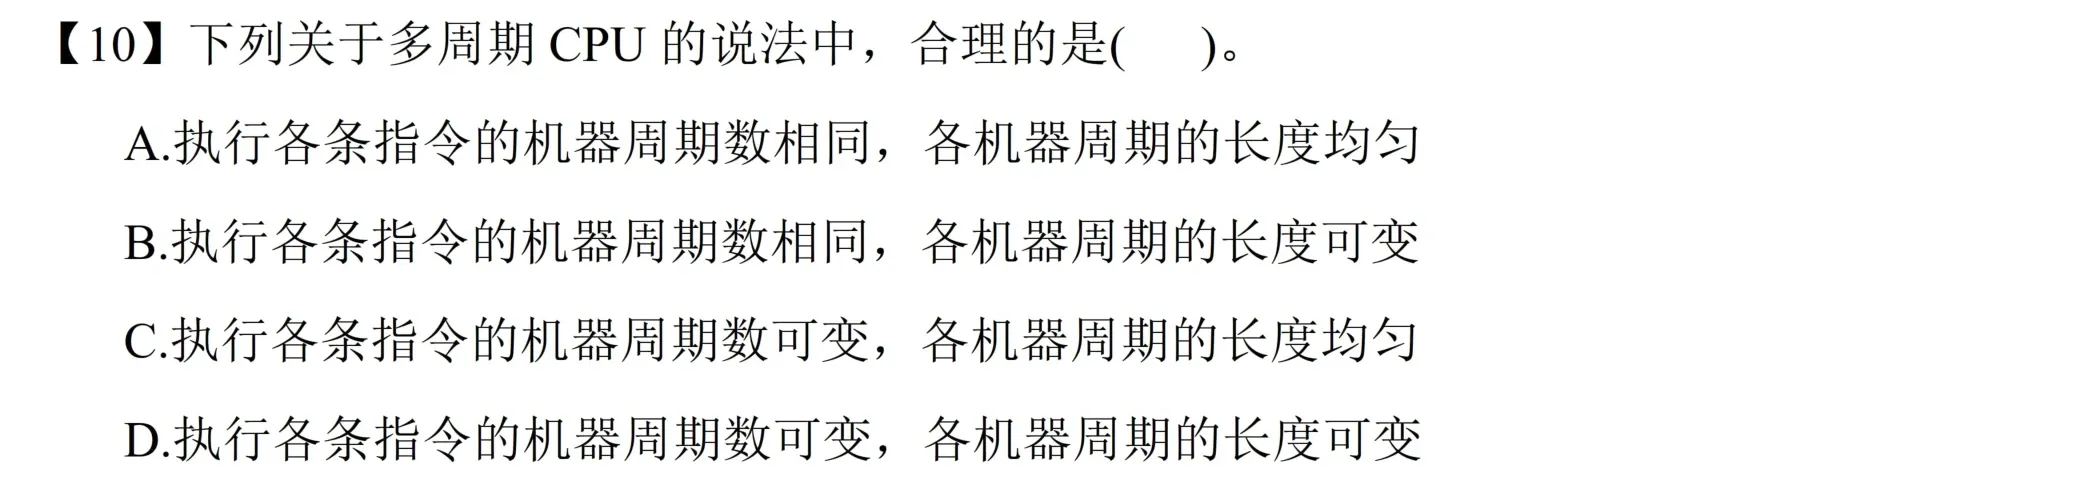 【10】下列关于多周期 CPU 的说法中，合理的是(　　)。
A.执行各条指令的机器周期数相同，各机器周期的长度均匀
B.执行各条指令的机器周期数相同，各机器周期的长度可变
C.执行各条指令的机器周期数可变，各机器周期的长度均匀
D.执行各条指令的机器周期数可变，各机器周期的长度可变